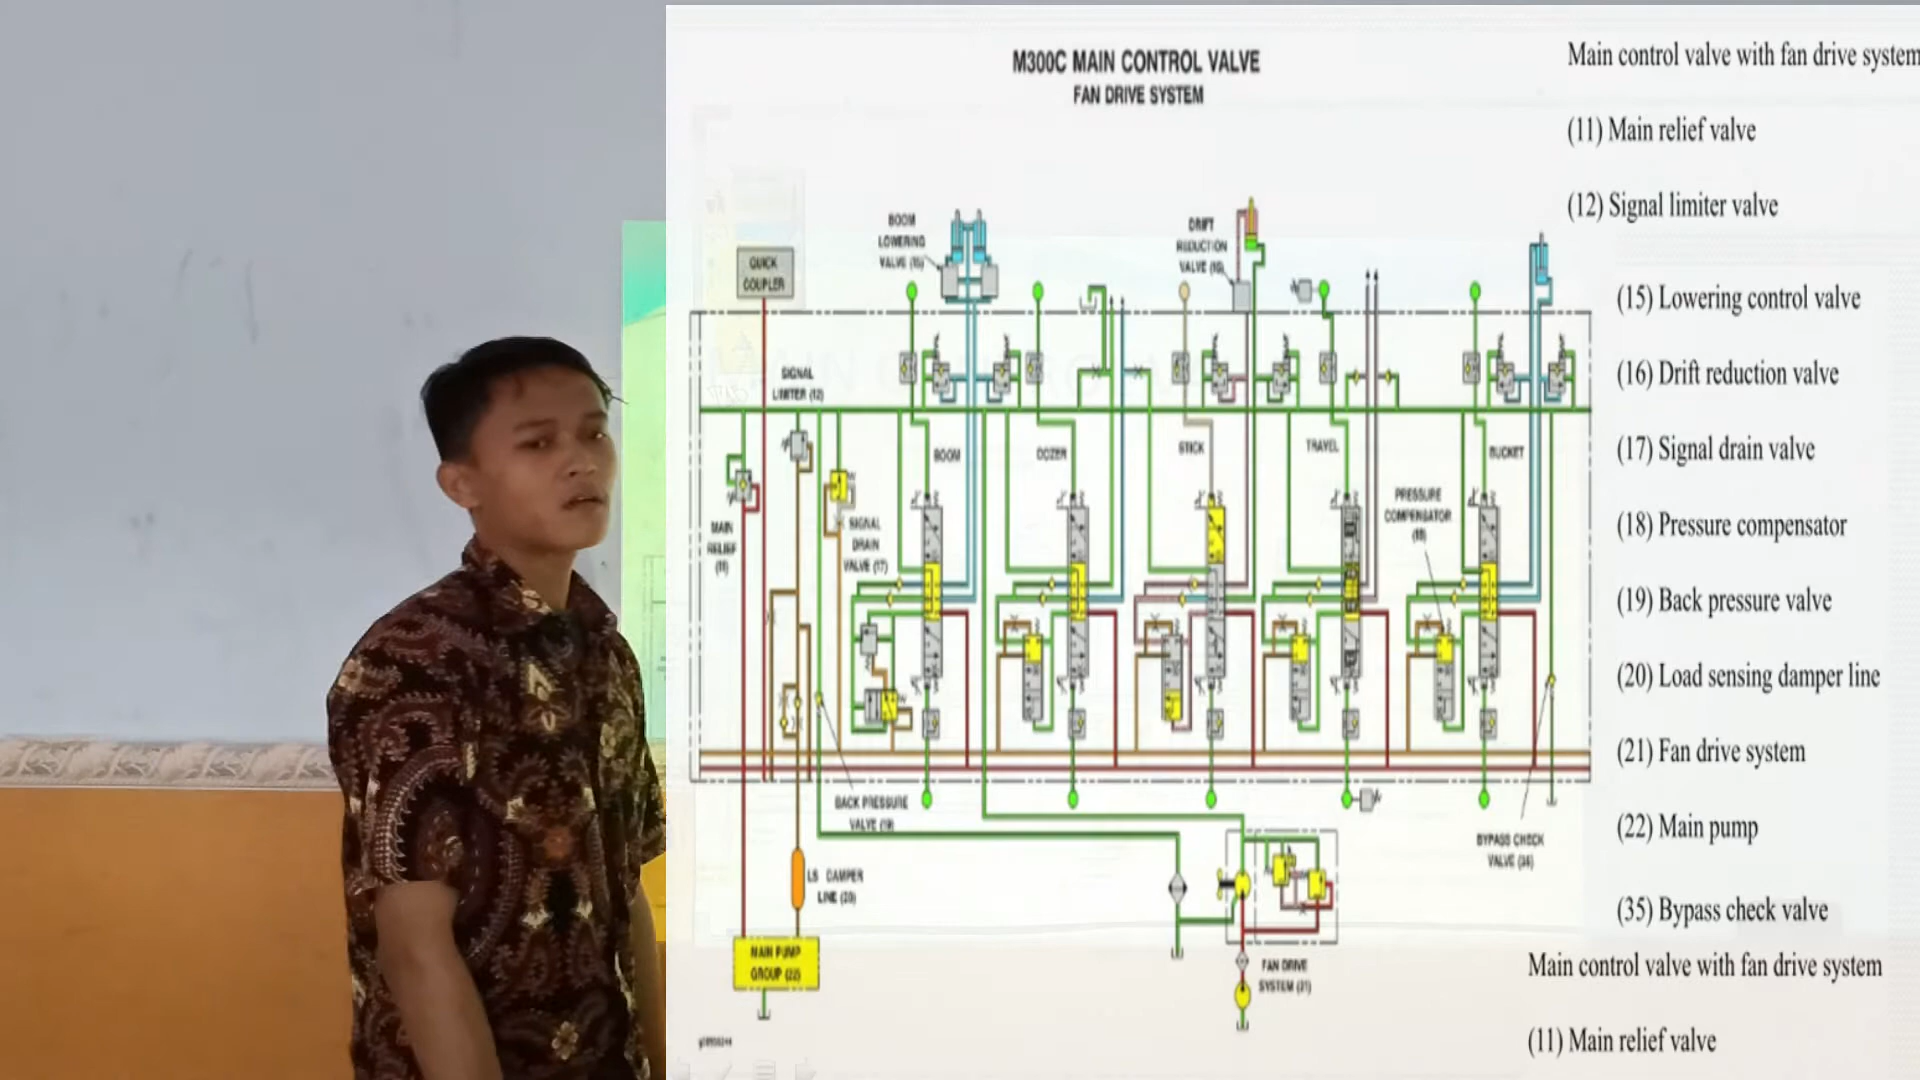 M300C MAIN CONTROL VALVE
FAN DRIVE SYSTEM
QUICK
COUPLER
BOOM
LOWERING
VALVE (15)
DRIFT
REDUCTION
VALVE (16)
SIGNAL
LIMITER (12)
BOOM
DOZER
STICK
TRAVEL
BUCKET
PRESSURE
COMPENSATOR
(18)
MAIN
RELIEF
(11)
SIGNAL
DRAIN
VALVE (17)
BACK PRESSURE
VALVE (19)
BYPASS CHECK
VALVE
LS DAMPER
LINE (20)
MAIN PUMP
GROUP (22)
FAN DRIVE
SYSTEM (21)
Main control valve with fan drive system
(11) Main relief valve
(12) Signal limiter valve
(15) Lowering control valve
(16) Drift reduction valve
(17) Signal drain valve
(18) Pressure compensator
(19) Back pressure valve
(20) Load sensing damper line
(21) Fan drive system
(22) Main pump
(35) Bypass check valve
Main control valve with fan drive system
(11) Main relief valve